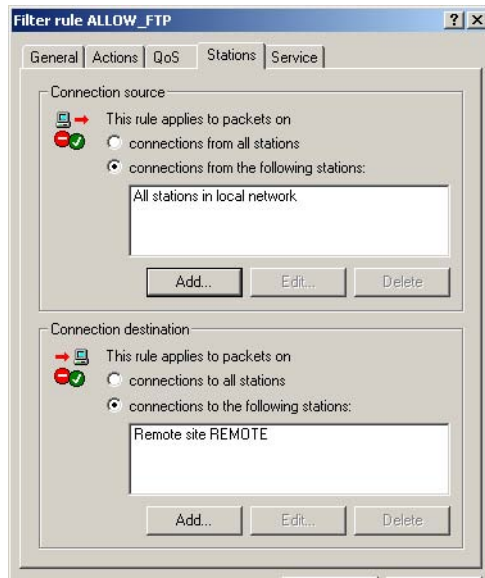 Filter rule ALLOW_FTP
General Actions QoS Stations Service
Connection source
This rule applies to packets on
connections from all stations
connections from the following stations:
All stations in local network
Add... Edit... Delete
Connection destination
This rule applies to packets on
connections to all stations
connections to the following stations:
Remote site REMOTE
Add... Edit... Delete